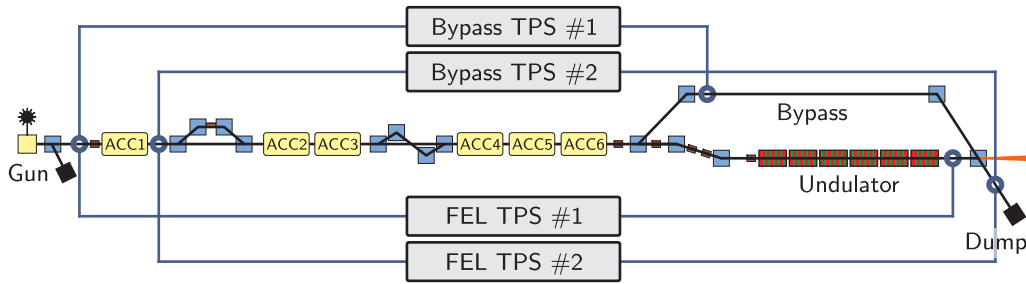 Bypass TPS #1
Bypass TPS #2
Bypass
ACC1
ACC2
ACC3
ACC4
ACC5
ACC6
Gun
Undulator
FEL TPS #1
Dump
FEL TPS #2